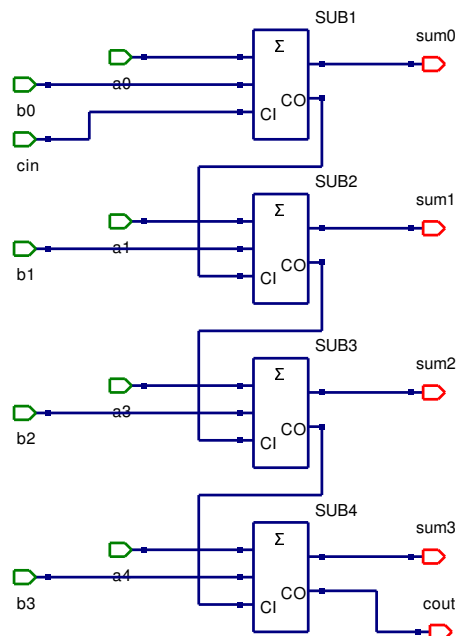 SUB1
sum0
Σ
a0
CO
b0
CI
cin
SUB2
sum1
Σ
a1
CO
b1
CI
SUB3
sum2
Σ
a3
CO
b2
CI
SUB4
sum3
Σ
a4
CO
b3
CI
cout